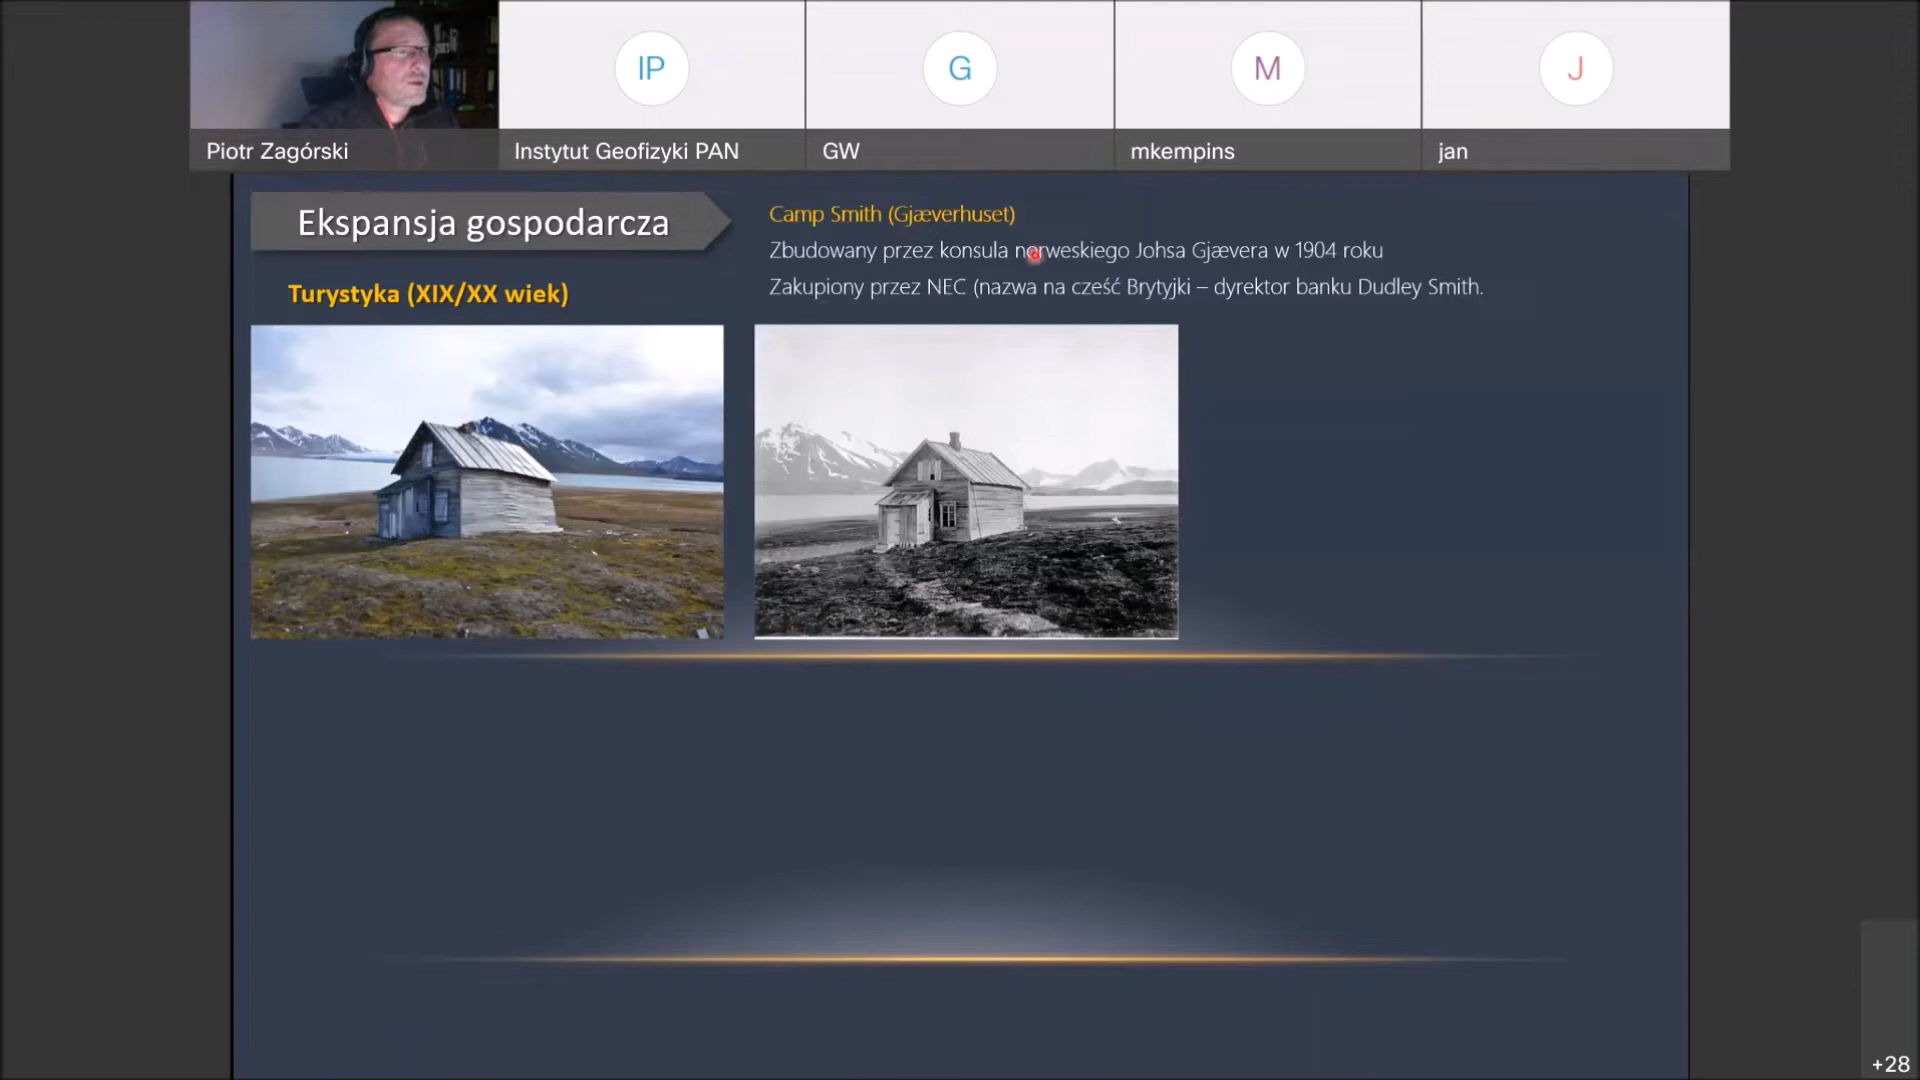 IP
G
M
J
Piotr Zagórski
Instytut Geofizyki PAN
GW
mkempins
jan
Ekspansja gospodarcza
Turystyka (XIX/XX wiek)
Camp Smith (Gjæverhuset)
Zbudowany przez konsula norweskiego Johsa Gjævera w 1904 roku
Zakupiony przez NEC (nazwa na cześć Brytyjki – dyrektor banku Dudley Smith.
+28